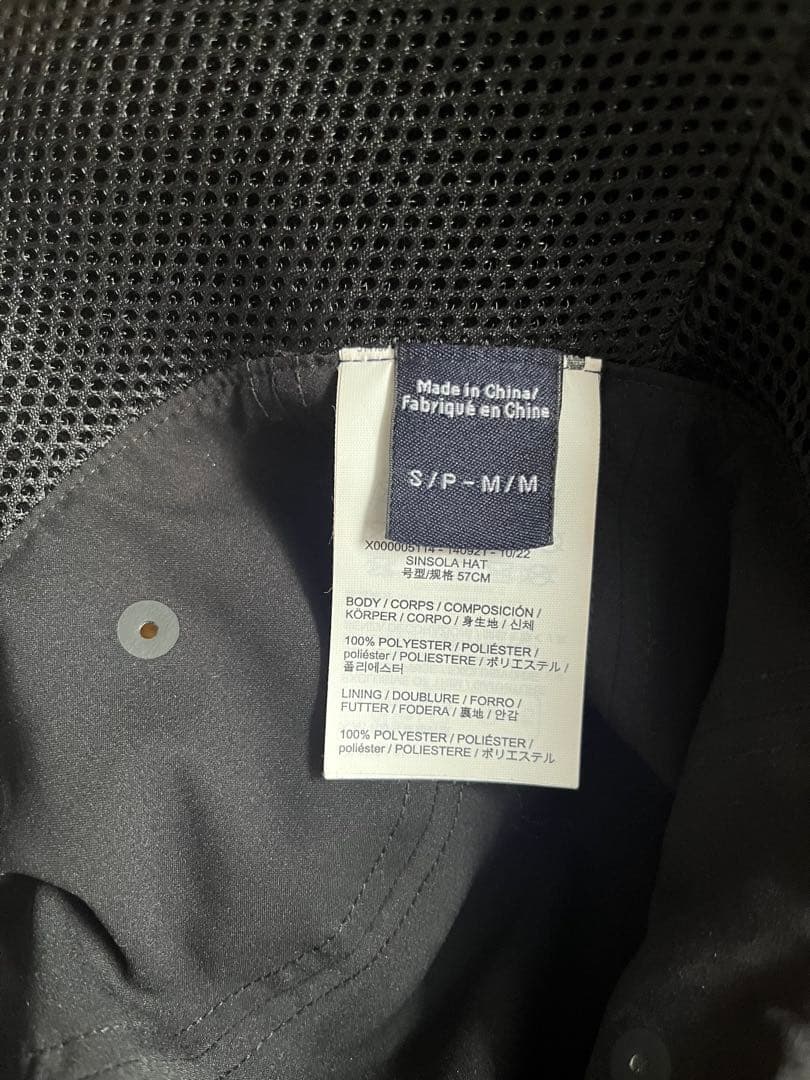 Made in China/
Fabriqué en Chine
S/P - M/M
X000005114 - 140921 - 10/22
SINSOLA HAT
号型/规格 57CM
BODY / CORPS / COMPOSICIÓN /
KÖRPER / CORPO / 身生地 / 신체
100% POLYESTER / POLIÉSTER /
poliéster / POLIESTERE / ポリエステル /
폴리에스터
LINING / DOUBLURE / FORRO /
FUTTER / FODERA / 裏地 / 안감
100% POLYESTER / POLIÉSTER /
poliéster / POLIESTERE / ポリエステル